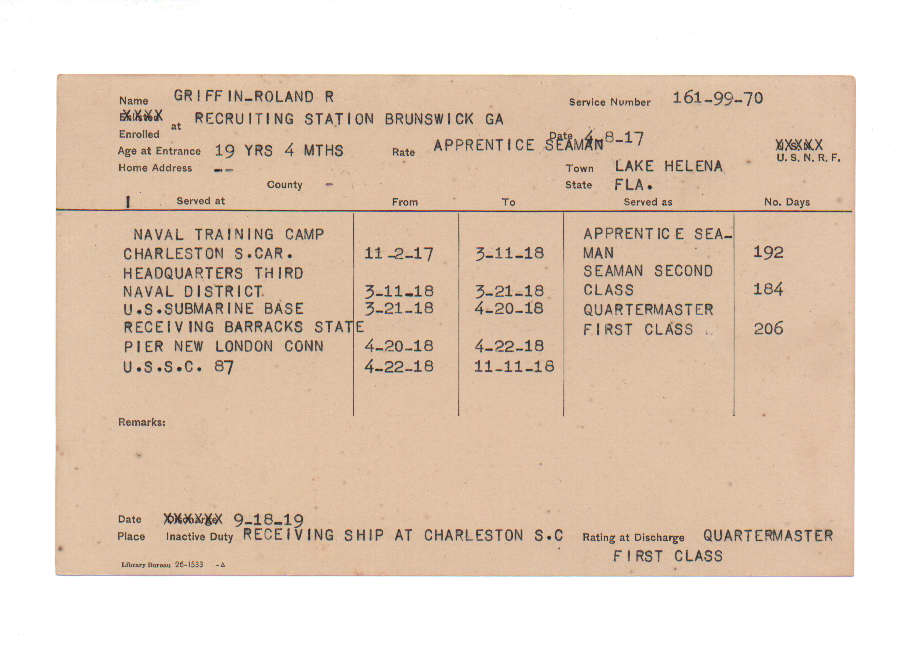 Name GRIFFIN-ROLAND R Service Number 161-99-70
Enlisted
Enrolled at RECRUITING STATION BRUNSWICK GA Date 4-8-17
Age at Entrance 19 YRS 4 MTHS Rate APPRENTICE SEAMAN U.S.N.R.F.
Home Address -- Town LAKE HELENA
County - State FLA.
Served at From To Served as No. Days
NAVAL TRAINING CAMP APPRENTICE SEA-
CHARLESTON S.CAR. 11-2-17 3-11-18 MAN 192
HEADQUARTERS THIRD SEAMAN SECOND
NAVAL DISTRICT. 3-11-18 3-21-18 CLASS 184
U.S.SUBMARINE BASE 3-21-18 4-20-18 QUARTERMASTER
RECEIVING BARRACKS STATE FIRST CLASS 206
PIER NEW LONDON CONN 4-20-18 4-22-18
U.S.S.C. 87 4-22-18 11-11-18
Remarks:
Date Discharge 9-18-19
Place Inactive Duty RECEIVING SHIP AT CHARLESTON S.C Rating at Discharge QUARTERMASTER
FIRST CLASS
Library Bureau 26-1533 -A